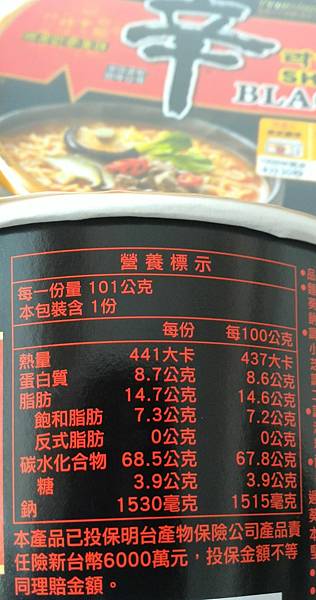 辛
BLA
營養標示
每一份量 101公克
本包裝含 1份
每份 每100公克
熱量 441大卡 437大卡
蛋白質 8.7公克 8.6公克
脂肪 14.7公克 14.6公克
飽和脂肪 7.3公克 7.2公克
反式脂肪 0公克 0公克
碳水化合物 68.5公克 67.8公克
糖 3.9公克 3.9公克
鈉 1530毫克 1515毫克
本產品已投保明台產物保險公司產品責
任險新台幣6000萬元，投保金額不等
同理賠金額。